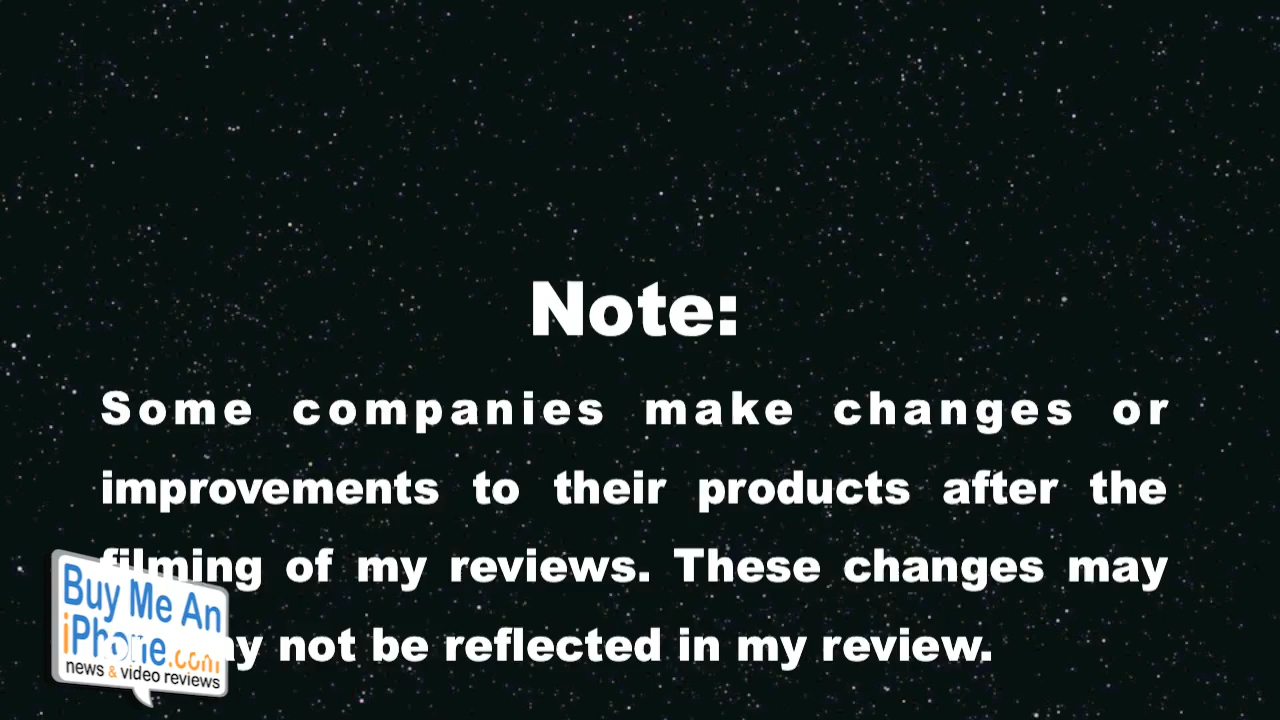 Note:
Some companies make changes or
improvements to their products after the
filming of my reviews. These changes may
not be reflected in my review.
Buy Me An
iPhone.com
news & video reviews